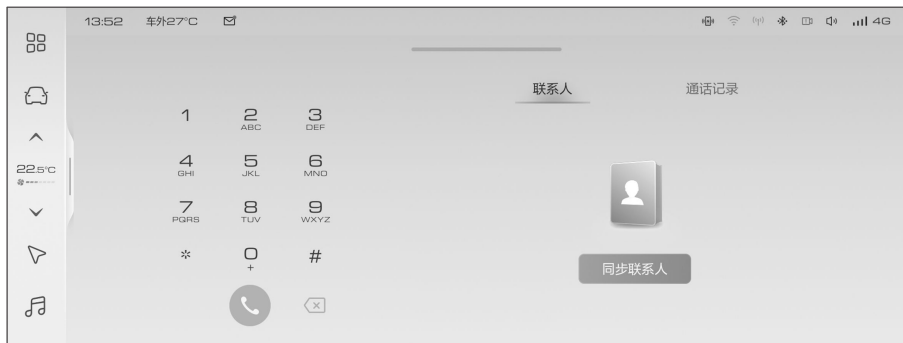 13:52 车外27°C 4G
联系人 通话记录
1 2 3
ABC DEF
4 5 6
GHI JKL MNO
22.5°C
7 8 9
PQRS TUV WXYZ
* 0 #
+
同步联系人